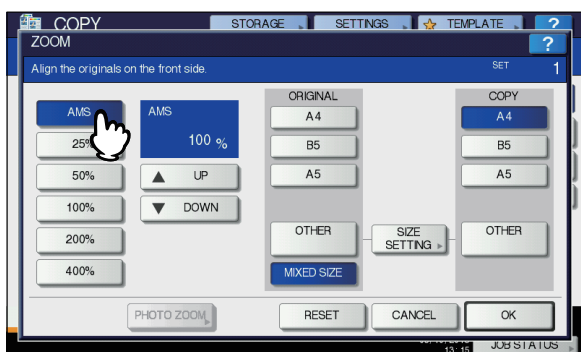 COPY
STORAGE
SETTINGS
TEMPLATE
?
ZOOM
?
Align the originals on the front side.
SET 1
AMS
25%
50%
100%
200%
400%
AMS
100 %
UP
DOWN
ORIGINAL
A4
B5
A5
OTHER
MIXED SIZE
SIZE
SETTING
COPY
A4
B5
A5
OTHER
PHOTO ZOOM
RESET
CANCEL
OK
13:15
JOB STATUS